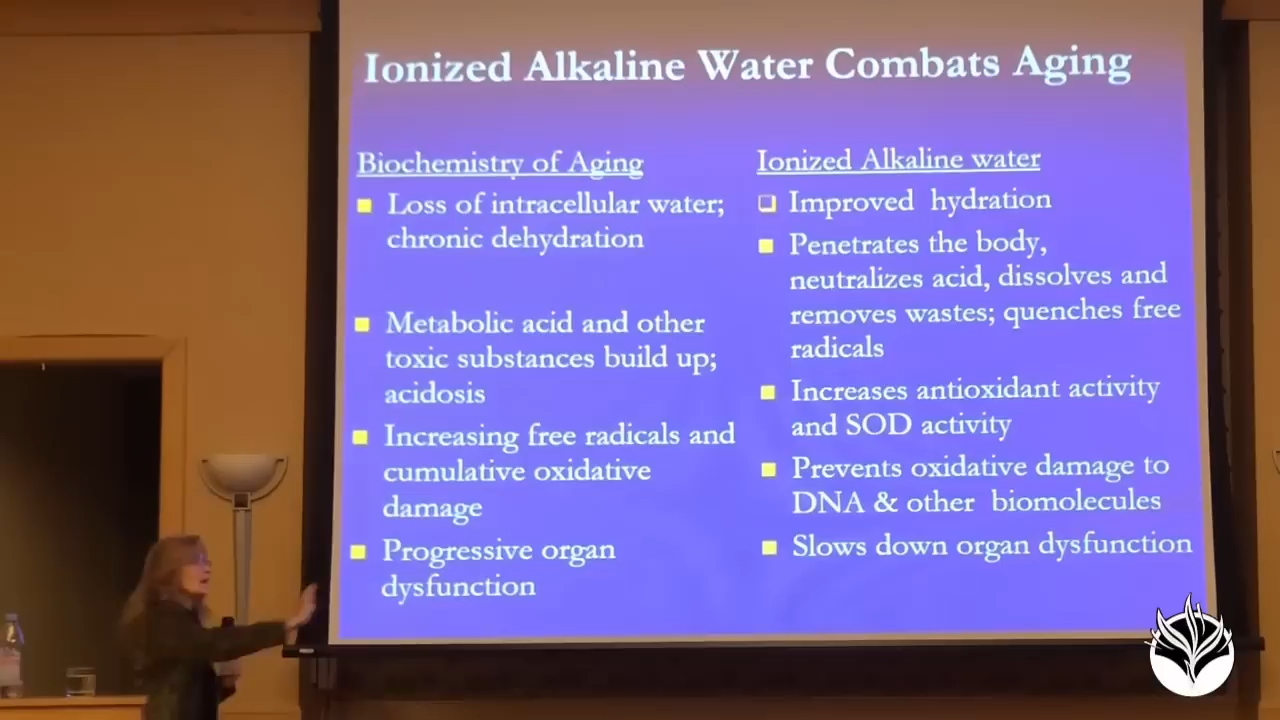 Ionized Alkaline Water Combats Aging
Biochemistry of Aging
Loss of intracellular water;
chronic dehydration
Metabolic acid and other
toxic substances build up;
acidosis
Increasing free radicals and
cumulative oxidative
damage
Progressive organ
dysfunction
Ionized Alkaline water
Improved hydration
Penetrates the body,
neutralizes acid, dissolves and
removes wastes; quenches free
radicals
Increases antioxidant activity
and SOD activity
Prevents oxidative damage to
DNA & other biomolecules
Slows down organ dysfunction